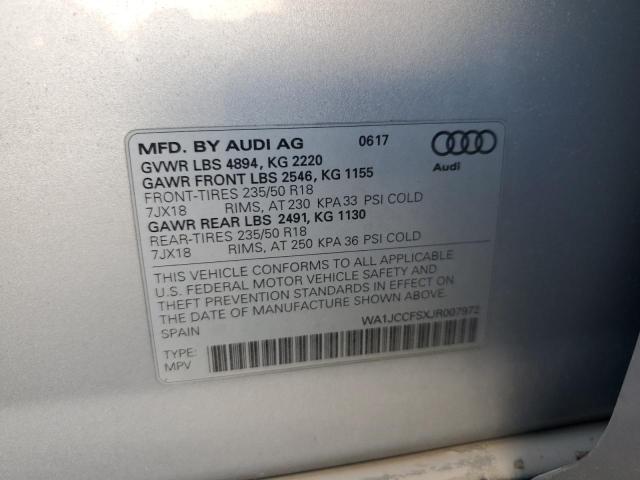 MFD. BY AUDI AG 0617
GVWR LBS 4894, KG 2220
GAWR FRONT LBS 2546, KG 1155
FRONT-TIRES 235/50 R18
7JX18 RIMS, AT 230 KPA 33 PSI COLD
GAWR REAR LBS 2491, KG 1130
REAR-TIRES 235/50 R18
7JX18 RIMS, AT 250 KPA 36 PSI COLD
Audi
THIS VEHICLE CONFORMS TO ALL APPLICABLE
U.S. FEDERAL MOTOR VEHICLE SAFETY AND
THEFT PREVENTION STANDARDS IN EFFECT ON
THE DATE OF MANUFACTURE SHOWN ABOVE.
SPAIN
WA1JCCFSXJR007972
TYPE:
MPV